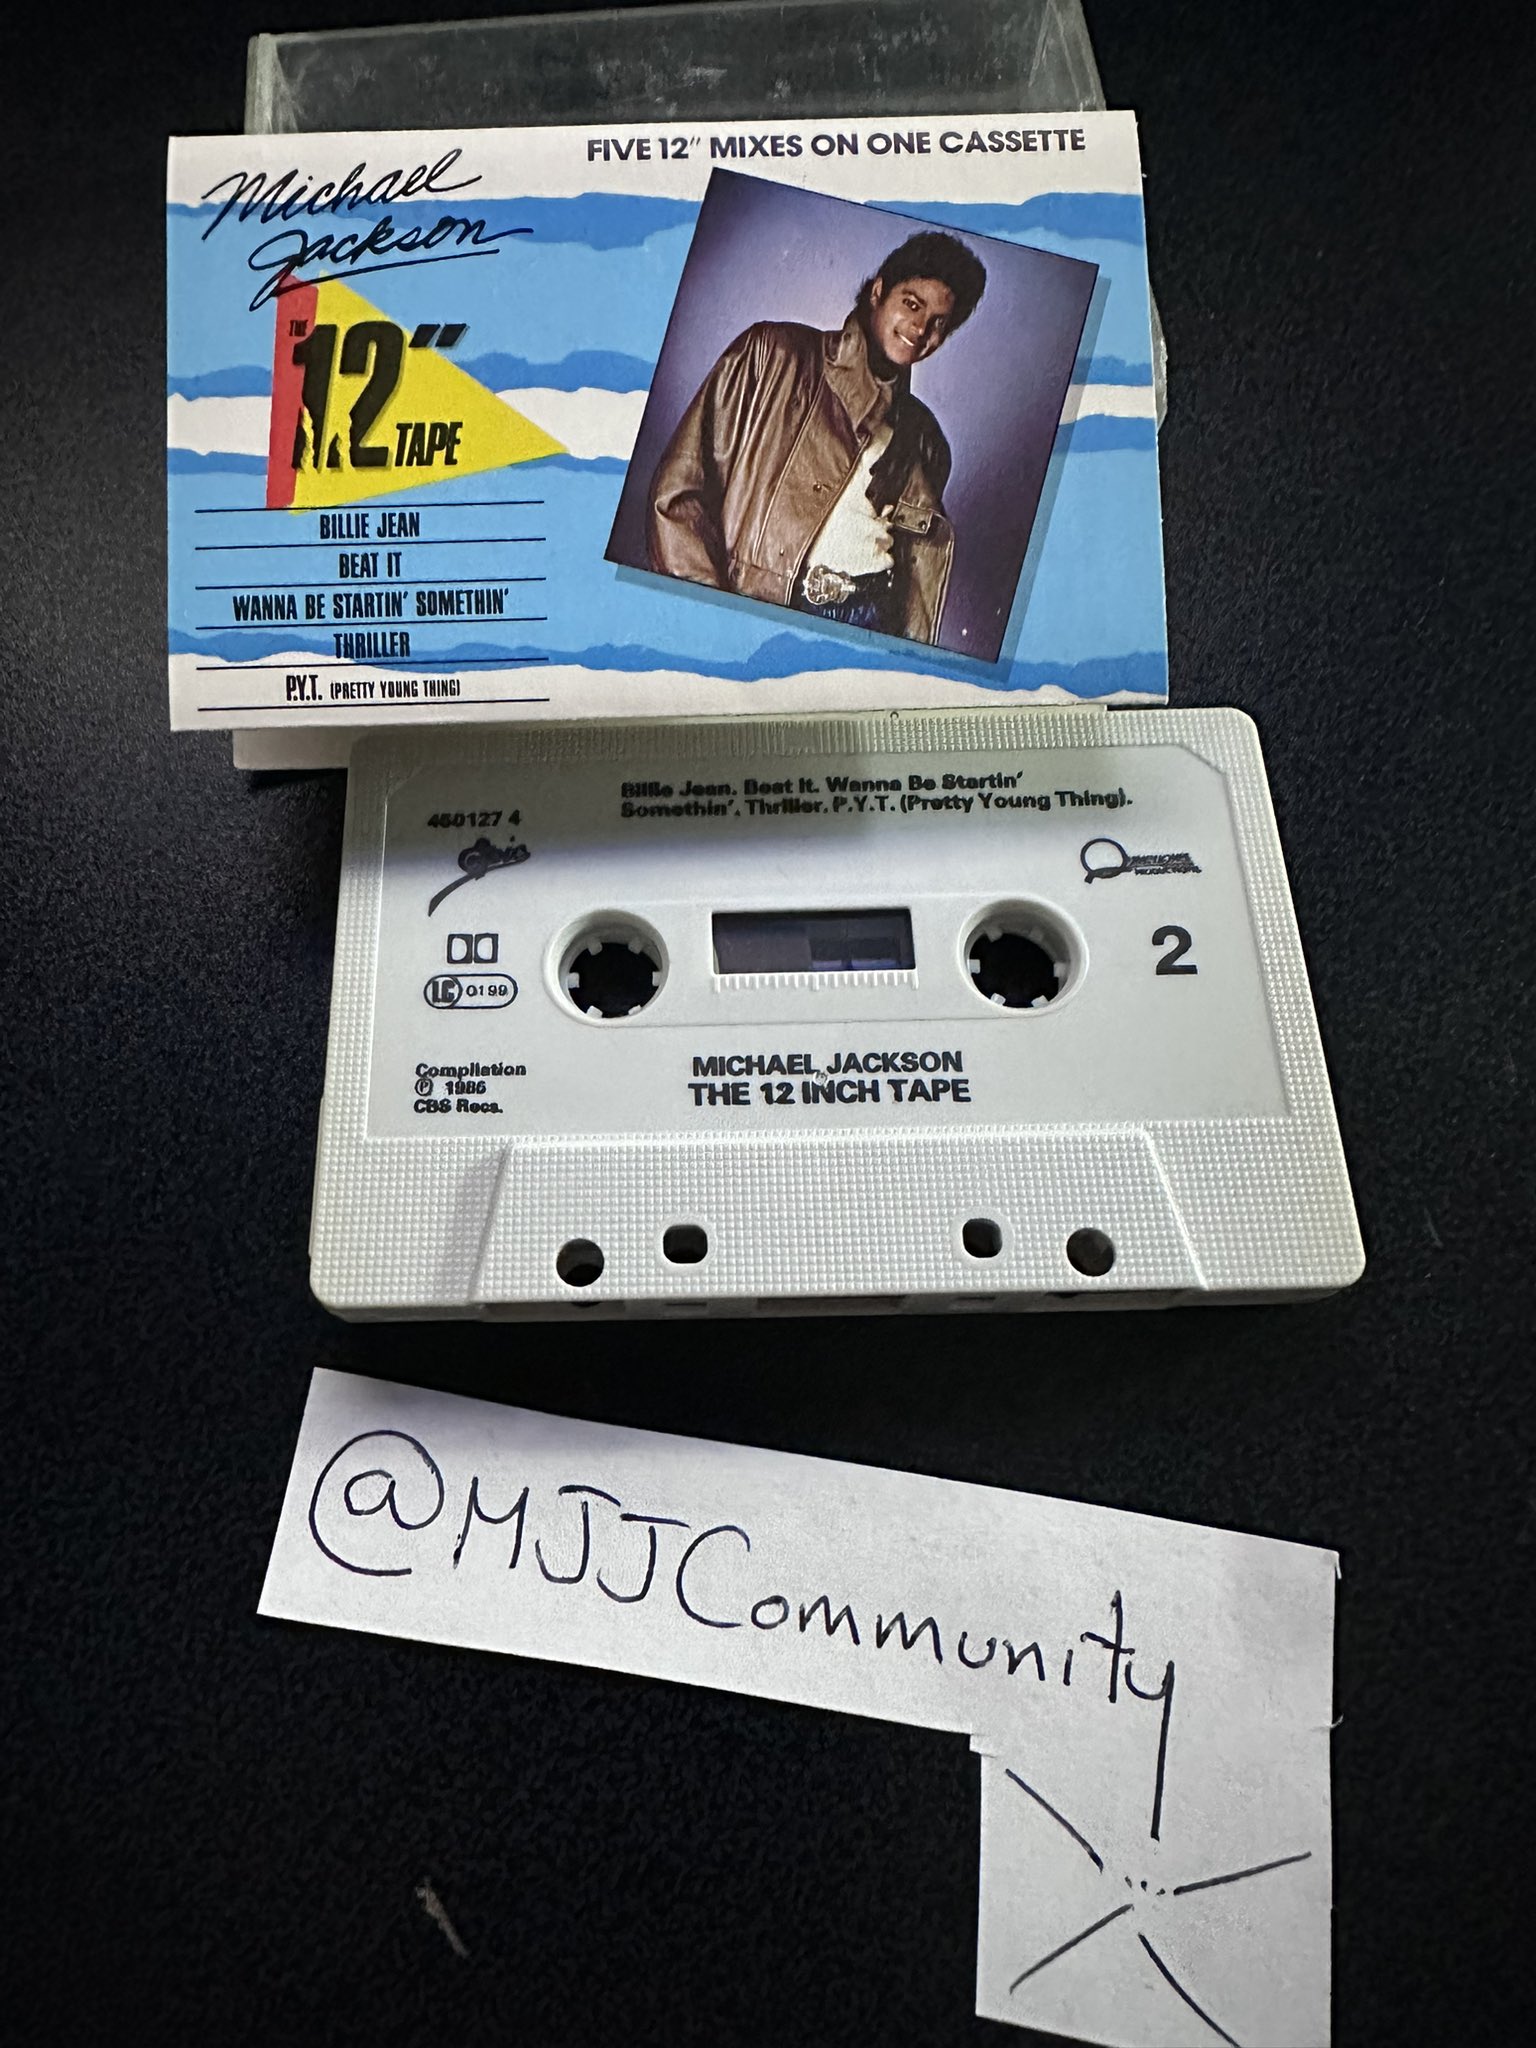 FIVE 12" MIXES ON ONE CASSETTE
Michael
Jackson
THE
12"
TAPE
BILLIE JEAN
BEAT IT
WANNA BE STARTIN' SOMETHIN'
THRILLER
P.Y.T. (PRETTY YOUNG THING)
Billie Jean. Beat It. Wanna Be Startin'
Somethin'. Thriller. P.Y.T. (Pretty Young Thing).
450127 4
Epic
LC 0199
2
Compilation
Ⓟ 1986
CBS Recs.
MICHAEL JACKSON
THE 12 INCH TAPE
@MJJCommunity